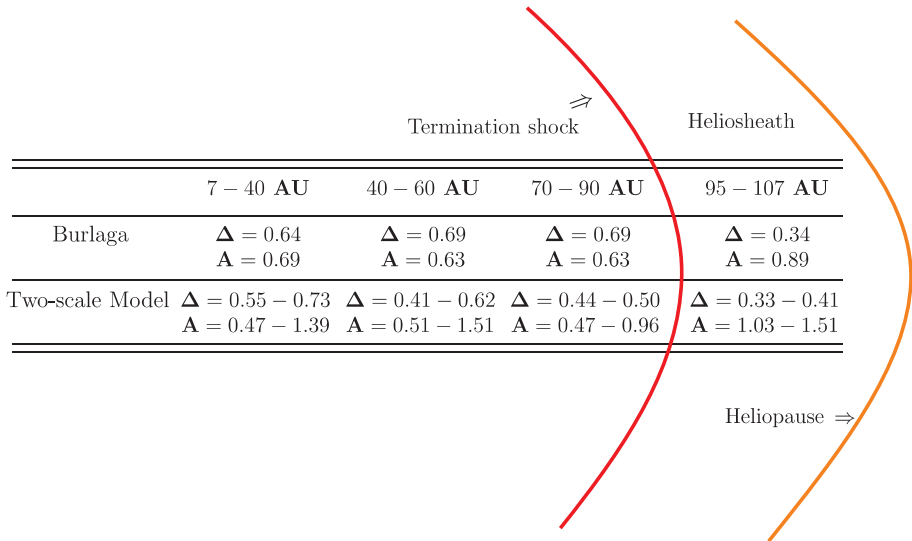 ⇒
Termination shock
Heliosheath
7 − 40 AU 40 − 60 AU 70 − 90 AU 95 − 107 AU
Burlaga Δ = 0.64 Δ = 0.69 Δ = 0.69 Δ = 0.34
A = 0.69 A = 0.63 A = 0.63 A = 0.89
Two-scale Model Δ = 0.55 − 0.73 Δ = 0.41 − 0.62 Δ = 0.44 − 0.50 Δ = 0.33 − 0.41
A = 0.47 − 1.39 A = 0.51 − 1.51 A = 0.47 − 0.96 A = 1.03 − 1.51
Heliopause ⇒